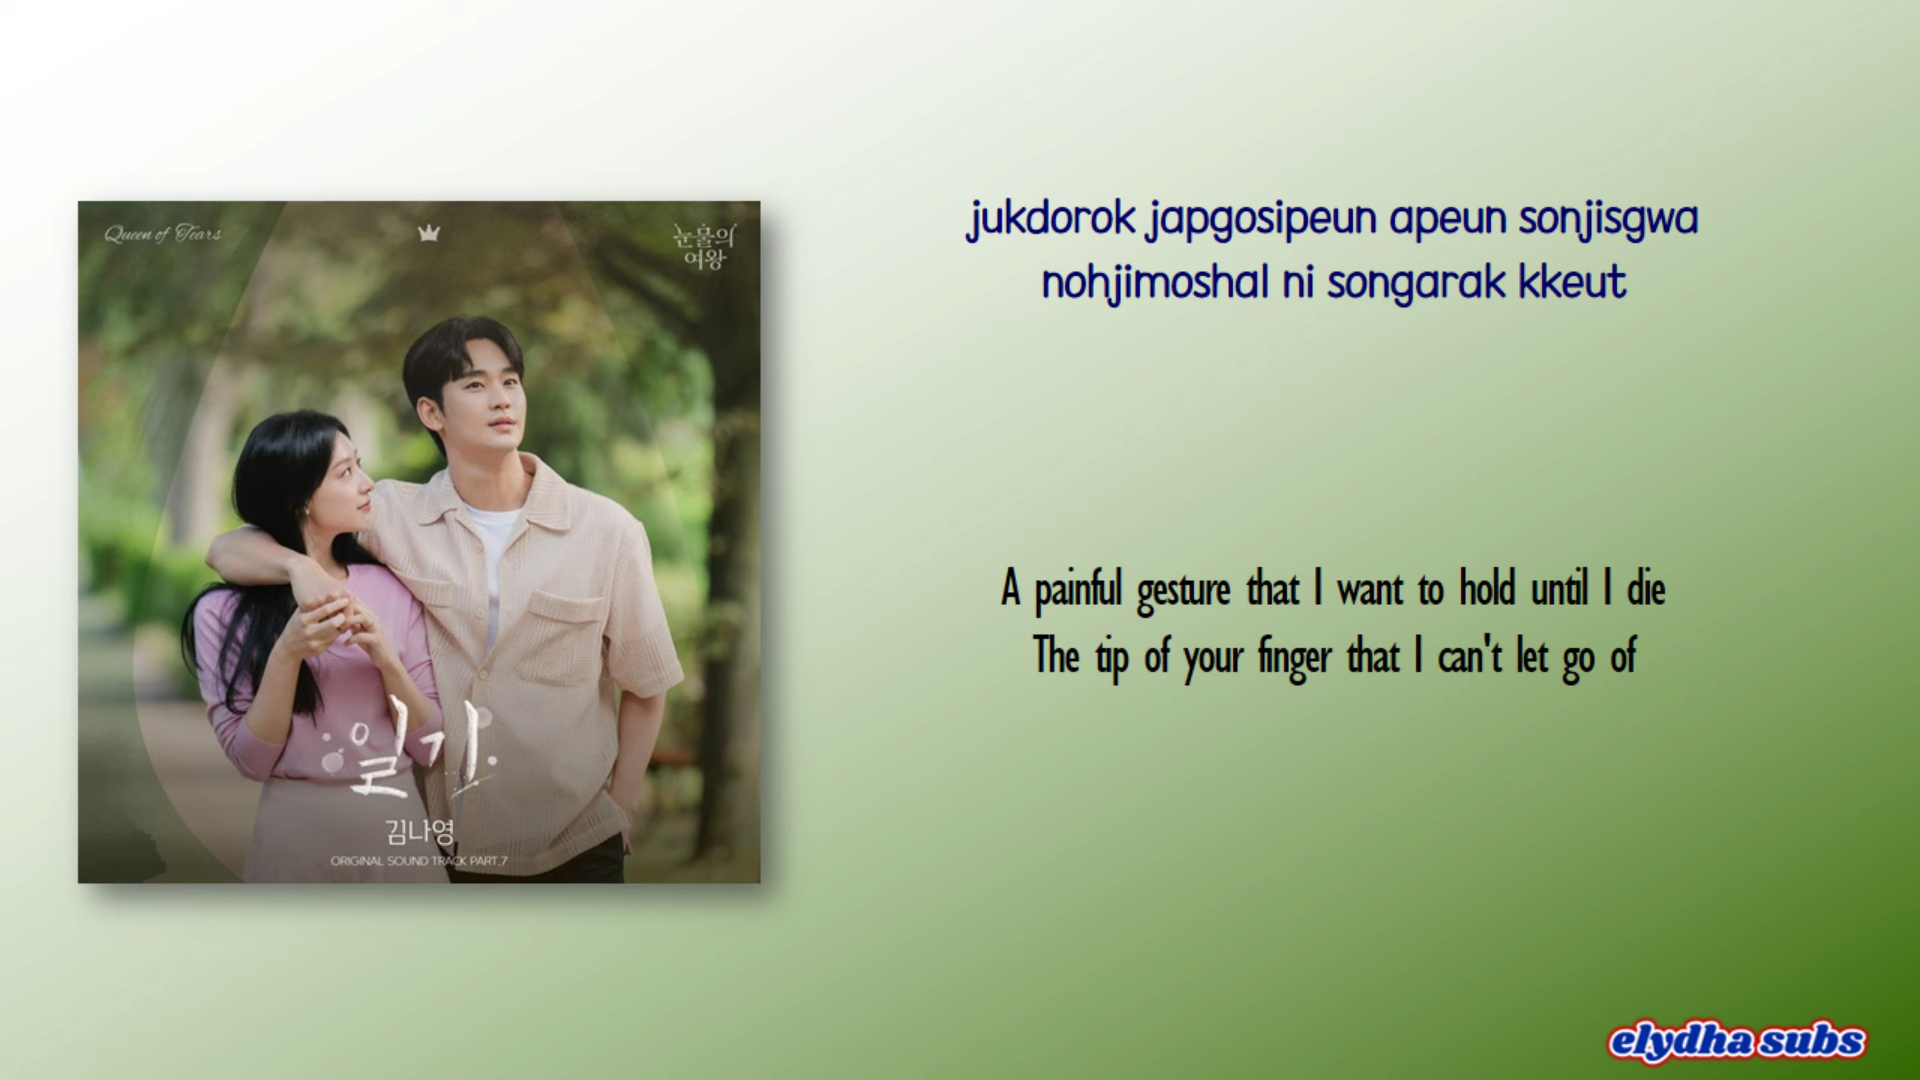 Queen of Tears
눈물의
여왕
일기
김나영
ORIGINAL SOUND TRACK PART.7
jukdorok japgosipeun apeun sonjisgwa
nohjimoshal ni songarak kkeut
A painful gesture that I want to hold until I die
The tip of your finger that I can't let go of
elydha subs